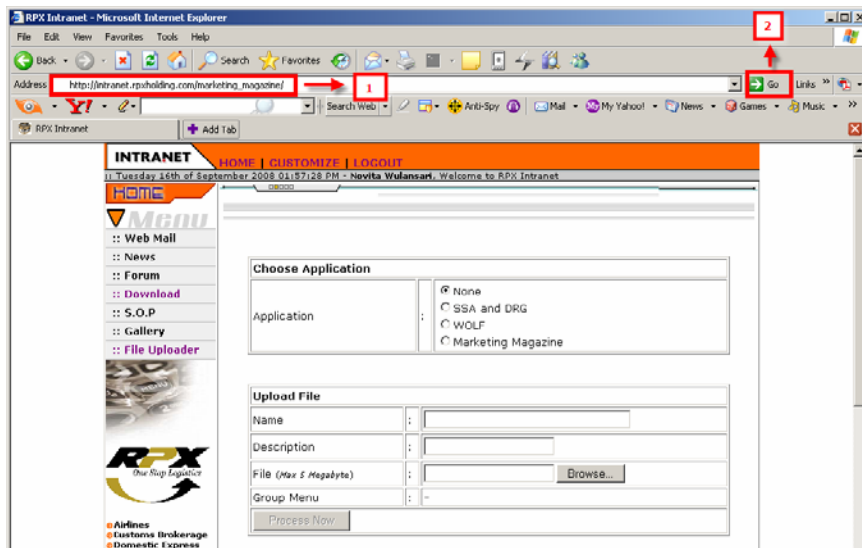 RPX Intranet - Microsoft Internet Explorer
2
File Edit View Favorites Tools Help
Back Search Favorites
Address http://intranet.rpxholding.com/marketing_magazine/ 1 Go Links »
Y! Search Web Anti-Spy Mail My Yahoo! News Games Music »
RPX Intranet Add Tab
INTRANET HOME | CUSTOMIZE | LOGOUT
:: Tuesday 16th of September 2008 01:57:28 PM - Novita Wulansari, Welcome to RPX Intranet
HOME
Menu
:: Web Mail
:: News
:: Forum
:: Download
:: S.O.P
:: Gallery
:: File Uploader
Choose Application
Application :
None
SSA and DRG
WOLF
Marketing Magazine
Upload File
Name :
Description :
File (Max 5 Megabyte) : Browse...
Group Menu : -
Process Now
RPX
One Stop Logistics
Airlines
Customs Brokerage
Domestic Express